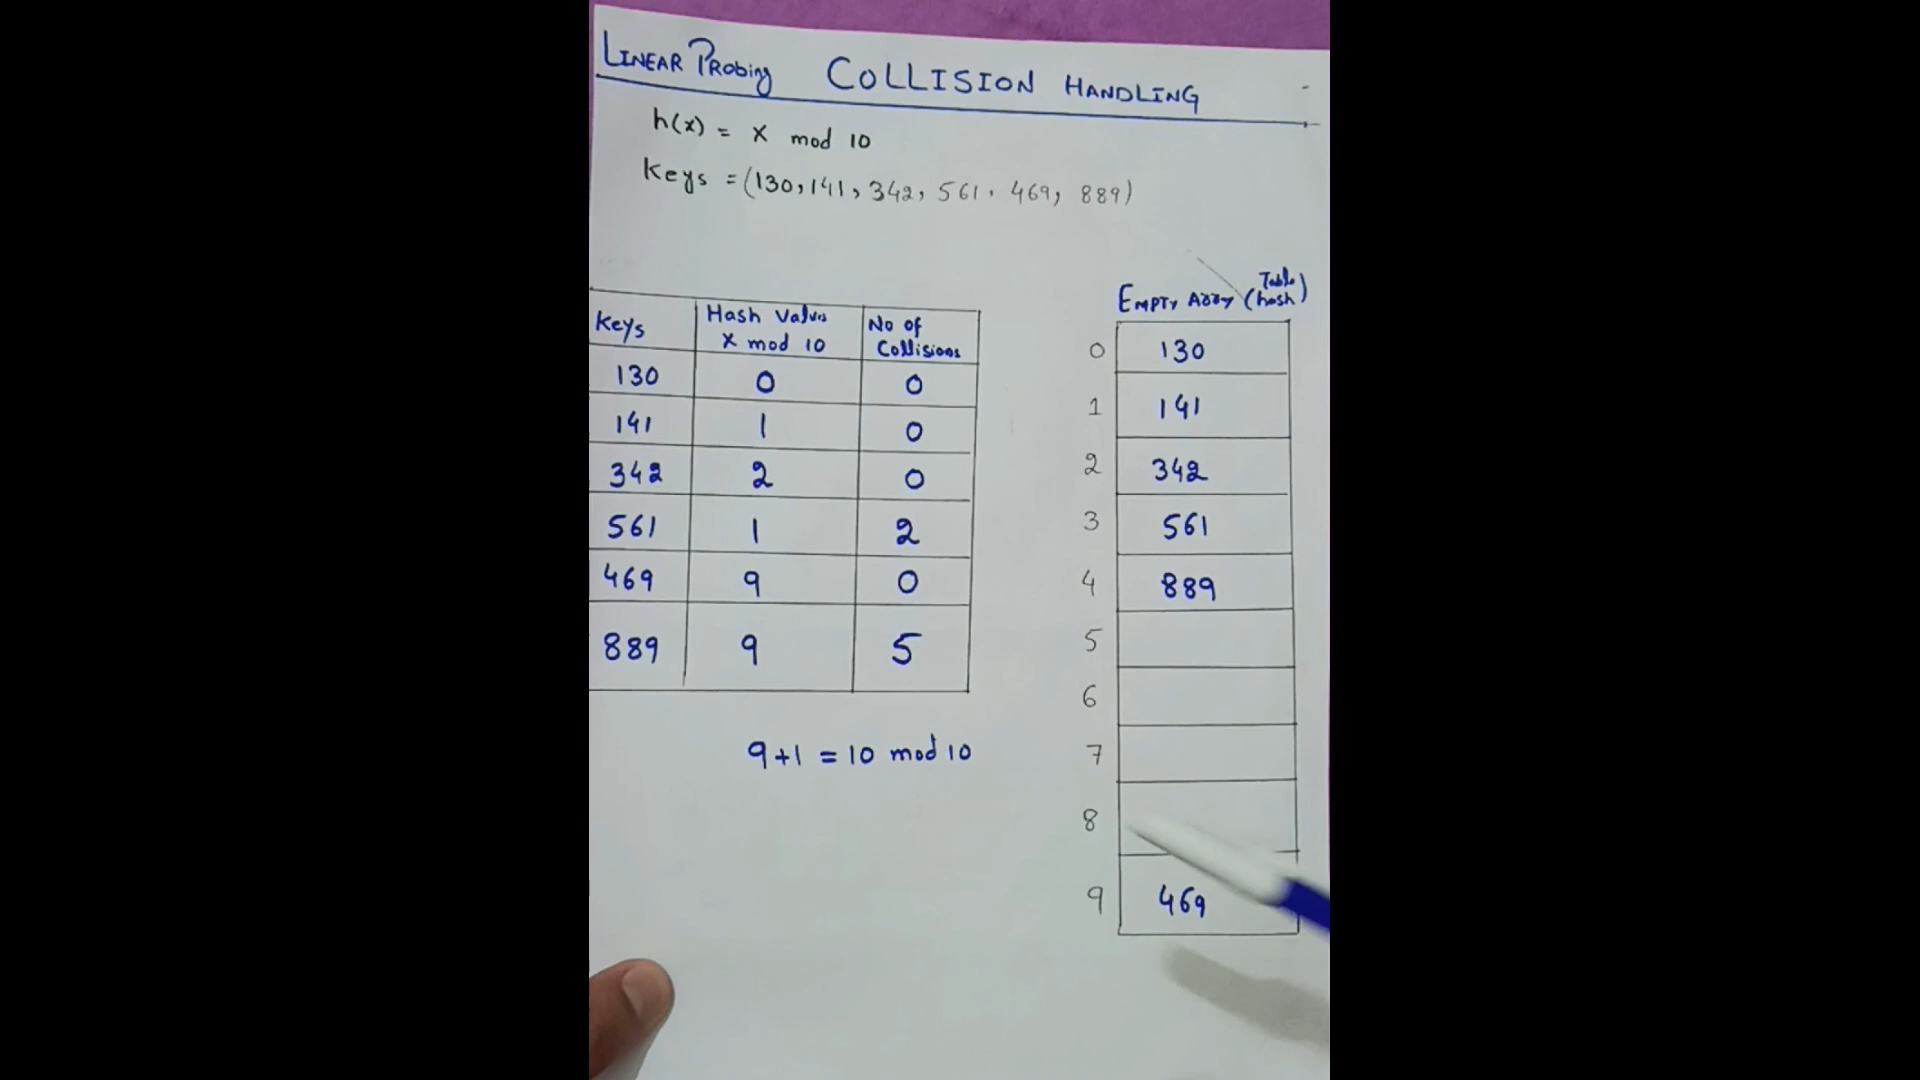 LINEAR PRobing COLLISION HANDLING
h(x) = x mod 10
Keys = (130, 141, 342, 561, 469, 889)
Keys Hash Values x mod 10 No of Collisions
130 0 0
141 1 0
342 2 0
561 1 2
469 9 0
889 9 5
9+1 = 10 mod 10
EMPTY ARRY (hash Table)
0 130
1 141
2 342
3 561
4 889
5
6
7
8
9 469